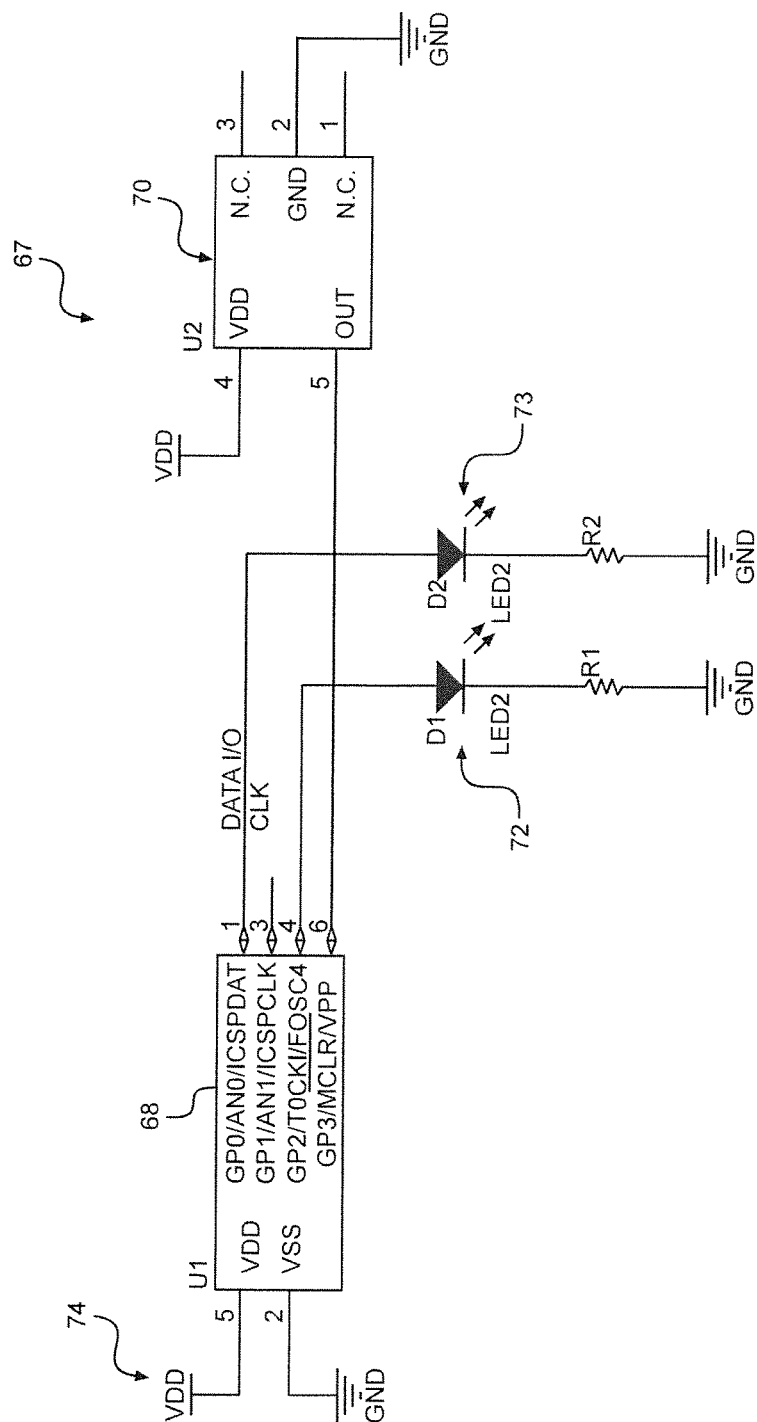 74
VDD
5
2
GND
U1
68
VDD
VSS
GP0/AN0/ICSPDAT
GP1/AN1/ICSPCLK
GP2/T0CKI/FOSC4
GP3/MCLR/VPP
1
3
4
6
DATA I/O
CLK
72
D1
LED2
R1
GND
D2
LED2
R2
GND
73
67
VDD
4
5
U2
70
VDD
OUT
N.C.
GND
N.C.
3
2
1
GND